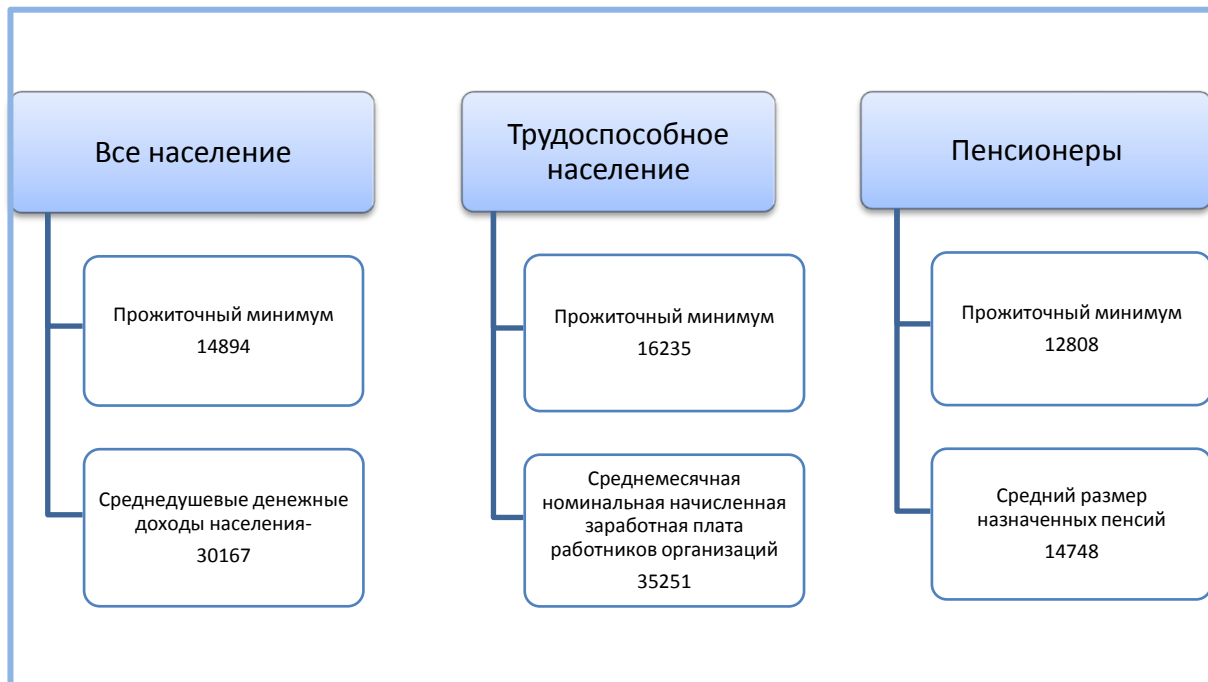 Все население
Прожиточный минимум
14894
Среднедушевые денежные
доходы населения-
30167
Трудоспособное
население
Прожиточный минимум
16235
Среднемесячная
номинальная начисленная
заработная плата
работников организаций
35251
Пенсионеры
Прожиточный минимум
12808
Средний размер
назначенных пенсий
14748